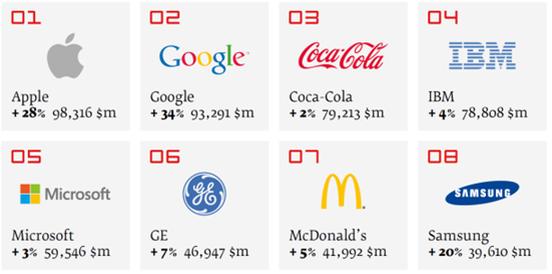 01
Apple
+28% 98,316 $m
02
Google
Google
+34% 93,291 $m
03
Coca-Cola
Coca-Cola
+2% 79,213 $m
04
IBM
IBM
+4% 78,808 $m
05
Microsoft
Microsoft
+3% 59,546 $m
06
GE
GE
+7% 46,947 $m
07
M
McDonald's
+5% 41,992 $m
08
SAMSUNG
Samsung
+20% 39,610 $m